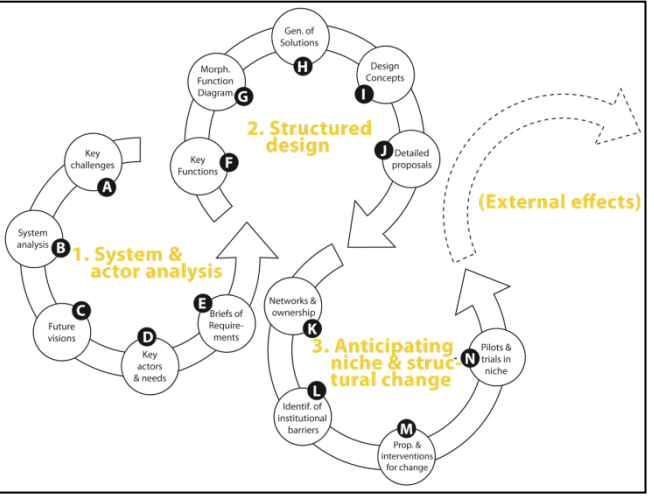 Key
challenges
A
System
analysis
B
1. System &
actor analysis
Future
visions
C
Key
actors
& needs
D
Briefs of
Require-
ments
E
2. Structured
design
Key
Functions
F
Morph.
Function
Diagram
G
Gen. of
Solutions
H
Design
Concepts
I
Detailed
proposals
J
3. Anticipating
niche & struc-
tural change
Networks &
ownership
K
Identif. of
institutional
barriers
L
Prop. &
interventions
for change
M
Pilots &
trials in
niche
N
(External effects)